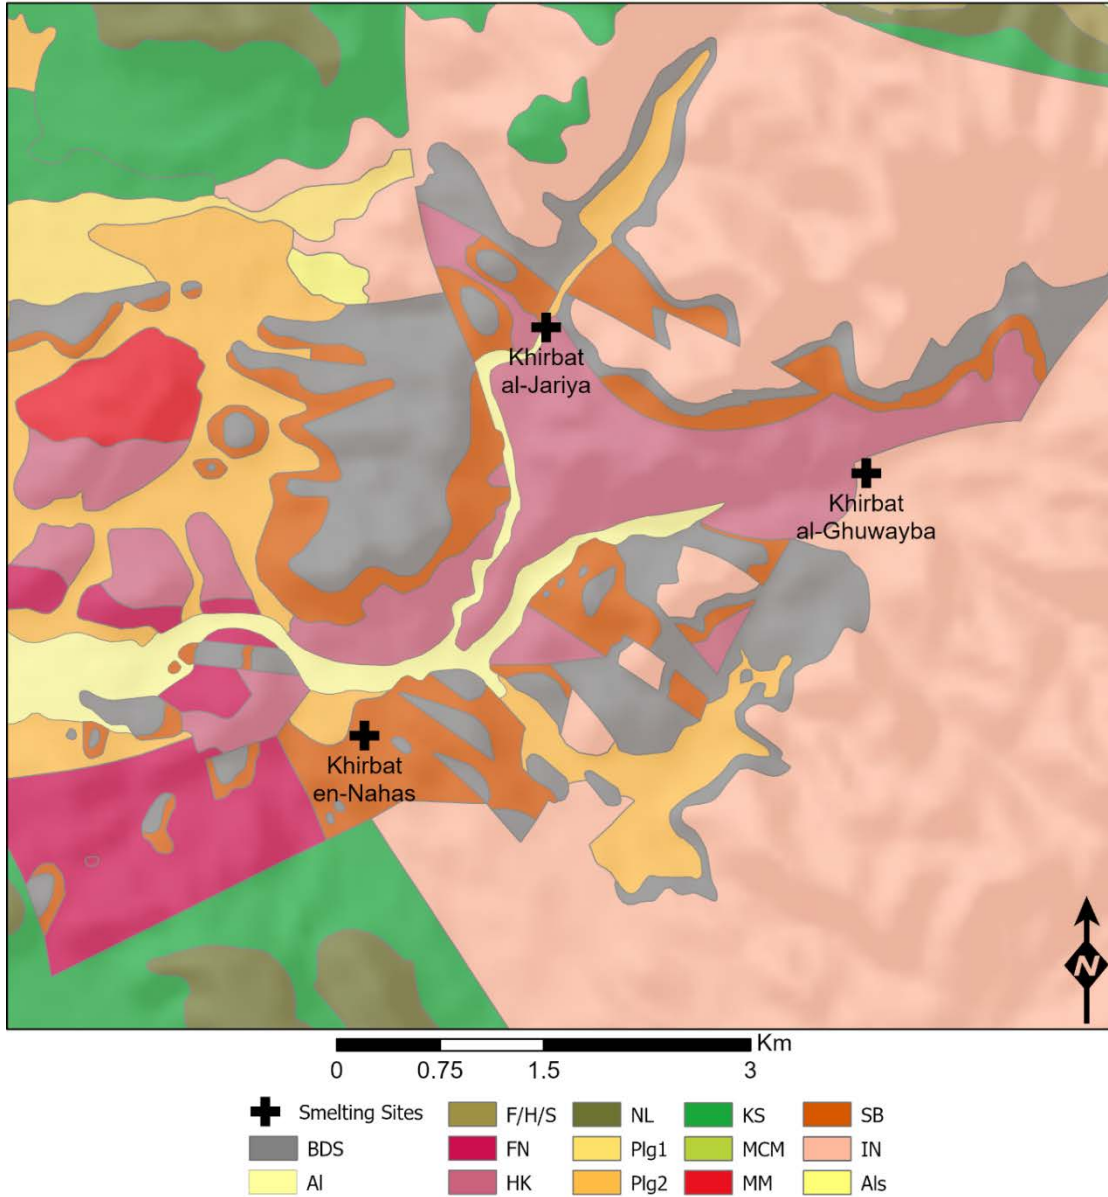 Khirbat
al-Jariya
Khirbat
al-Ghuwayba
Khirbat
en-Nahas
N
Km
0 0.75 1.5 3
Smelting Sites F/H/S NL KS SB
BDS FN Plg1 MCM IN
Al HK Plg2 MM Als